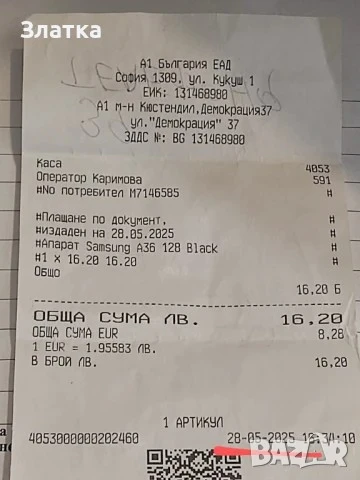 Златка
А1 България ЕАД
София, 1309, ул. Кукуш 1
ЕИК: 131468980
А1 м-н Кюстендил,Демокрация37
ул."Демокрация" 37
ЗДДС №: BG 131468980
Каса 4053
Оператор Каримова 591
#No потребител М7146585 #
#Плащане по документ, #
#издаден на 28.05.2025 #
#Апарат Samsung A36 128 Black #
#1 x 16.20 16.20 #
Общо
16,20 Б
ОБЩА СУМА ЛВ. 16,20
ОБЩА СУМА EUR 8,28
1 EUR = 1.95583 ЛВ.
В БРОЙ ЛВ. 16,20
1 АРТИКУЛ
4053000000202460 28-05-2025
bazar